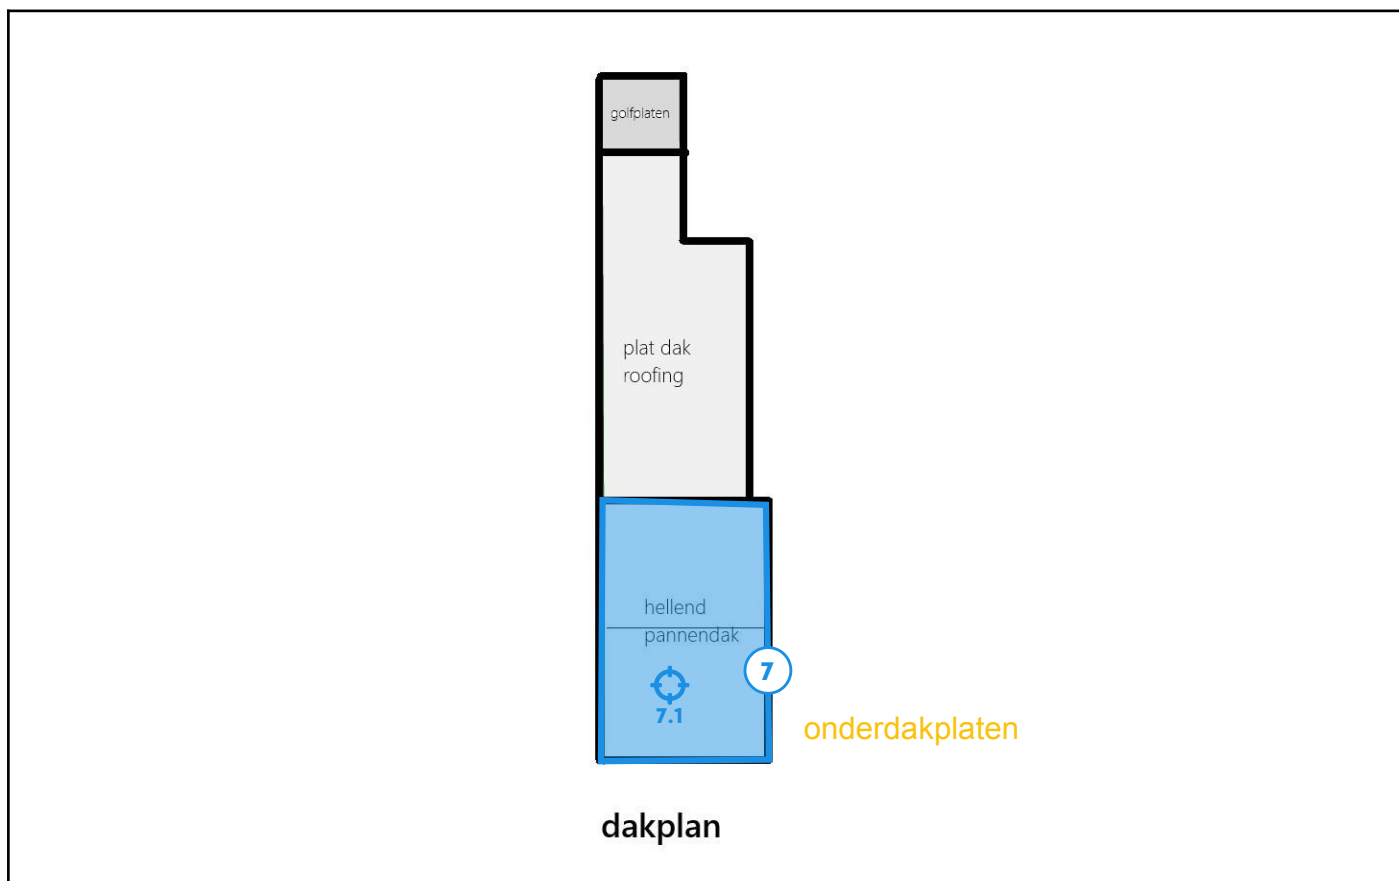 golfplaten
plat dak
roofing
hellend
pannendak
7
7.1
onderdakplaten
dakplan